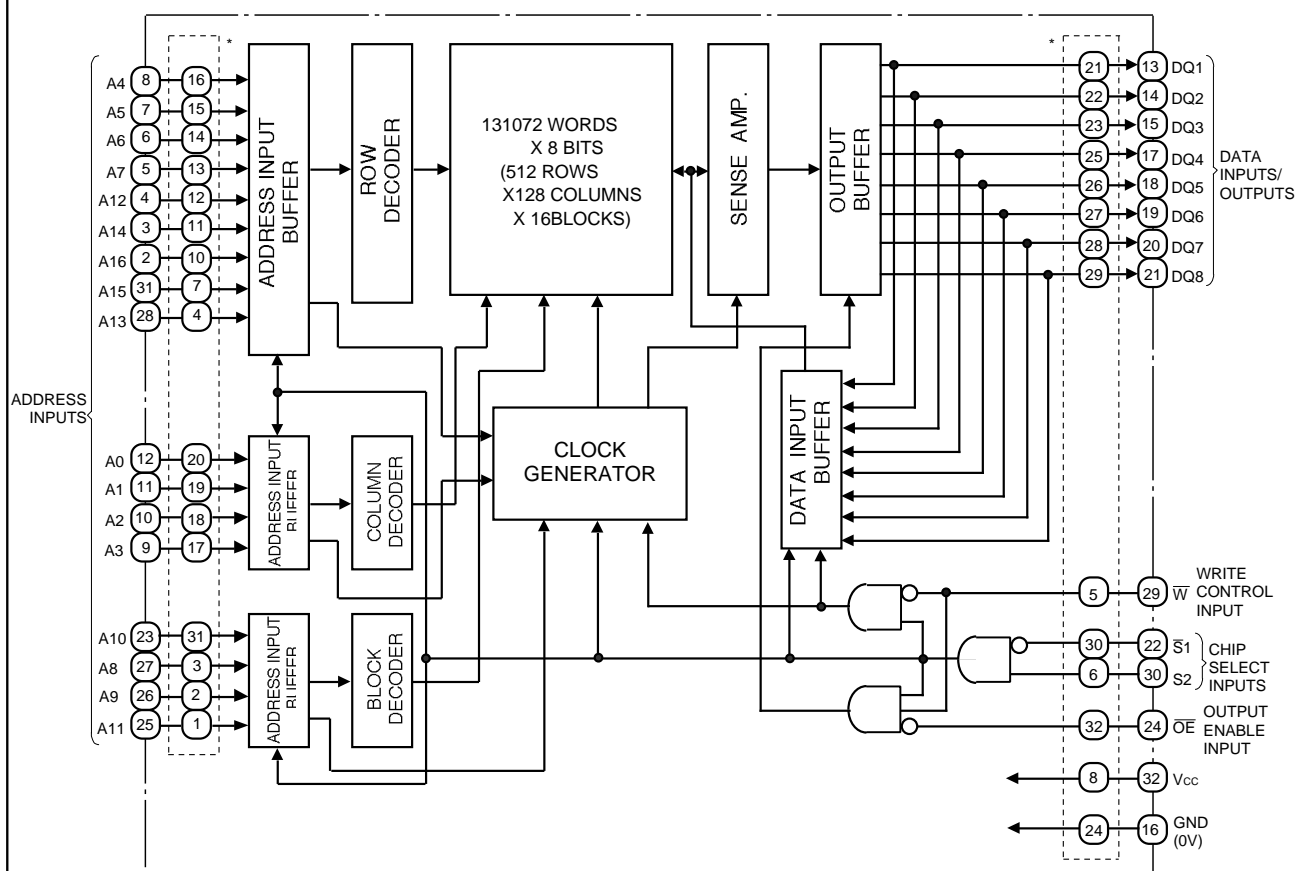 * *
A4 8 16
A5 7 15
A6 6 14
A7 5 13
A12 4 12
A14 3 11
A16 2 10
A15 31 7
A13 28 4
ADDRESS
INPUTS
A0 12 20
A1 11 19
A2 10 18
A3 9 17
A10 23 31
A8 27 3
A9 26 2
A11 25 1
ADDRESS INPUT
BUFFER
ROW
DECODER
131072 WORDS
X 8 BITS
(512 ROWS
X128 COLUMNS
X 16BLOCKS)
SENSE AMP.
OUTPUT
BUFFER
ADDRESS INPUT
COLUMN
DECODER
ADDRESS INPUT
BLOCK
DECODER
CLOCK
GENERATOR
DATA INPUT
BUFFER
21 13 DQ1
22 14 DQ2
23 15 DQ3
25 17 DQ4
26 18 DQ5
27 19 DQ6
28 20 DQ7
29 21 DQ8
DATA
INPUTS/
OUTPUTS
5 29 W̅ WRITE
CONTROL
INPUT
30 22 S̅1
6 30 S2
CHIP
SELECT
INPUTS
32 24 O̅E̅ OUTPUT
ENABLE
INPUT
8 32 Vcc
24 16 GND
(0V)